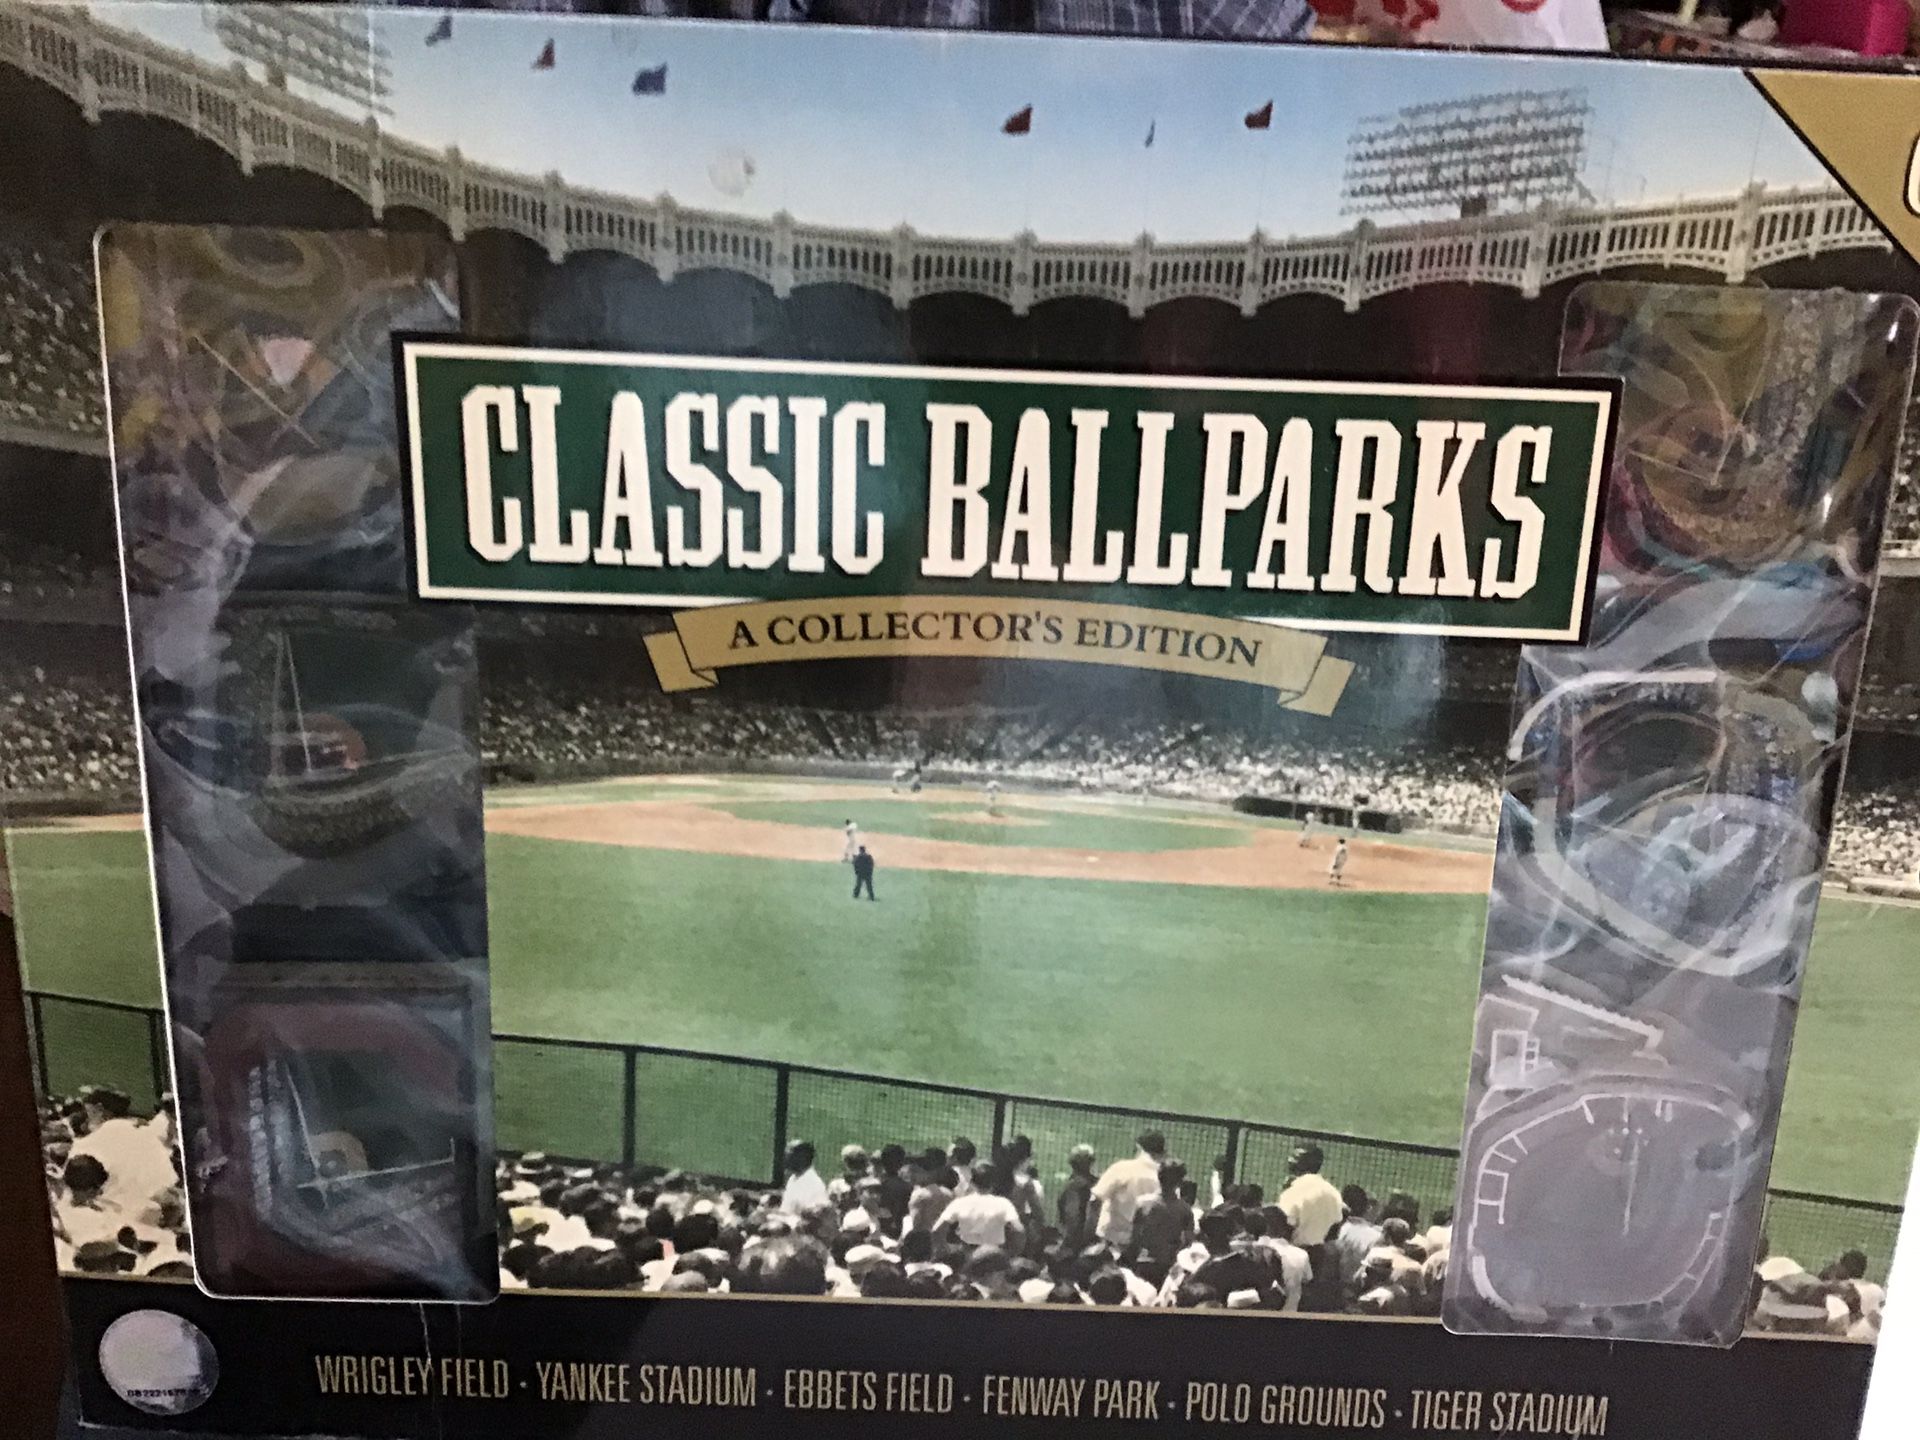 CLASSIC BALLPARKS
A COLLECTOR'S EDITION
WRIGLEY FIELD · YANKEE STADIUM · EBBETS FIELD · FENWAY PARK · POLO GROUNDS · TIGER STADIUM